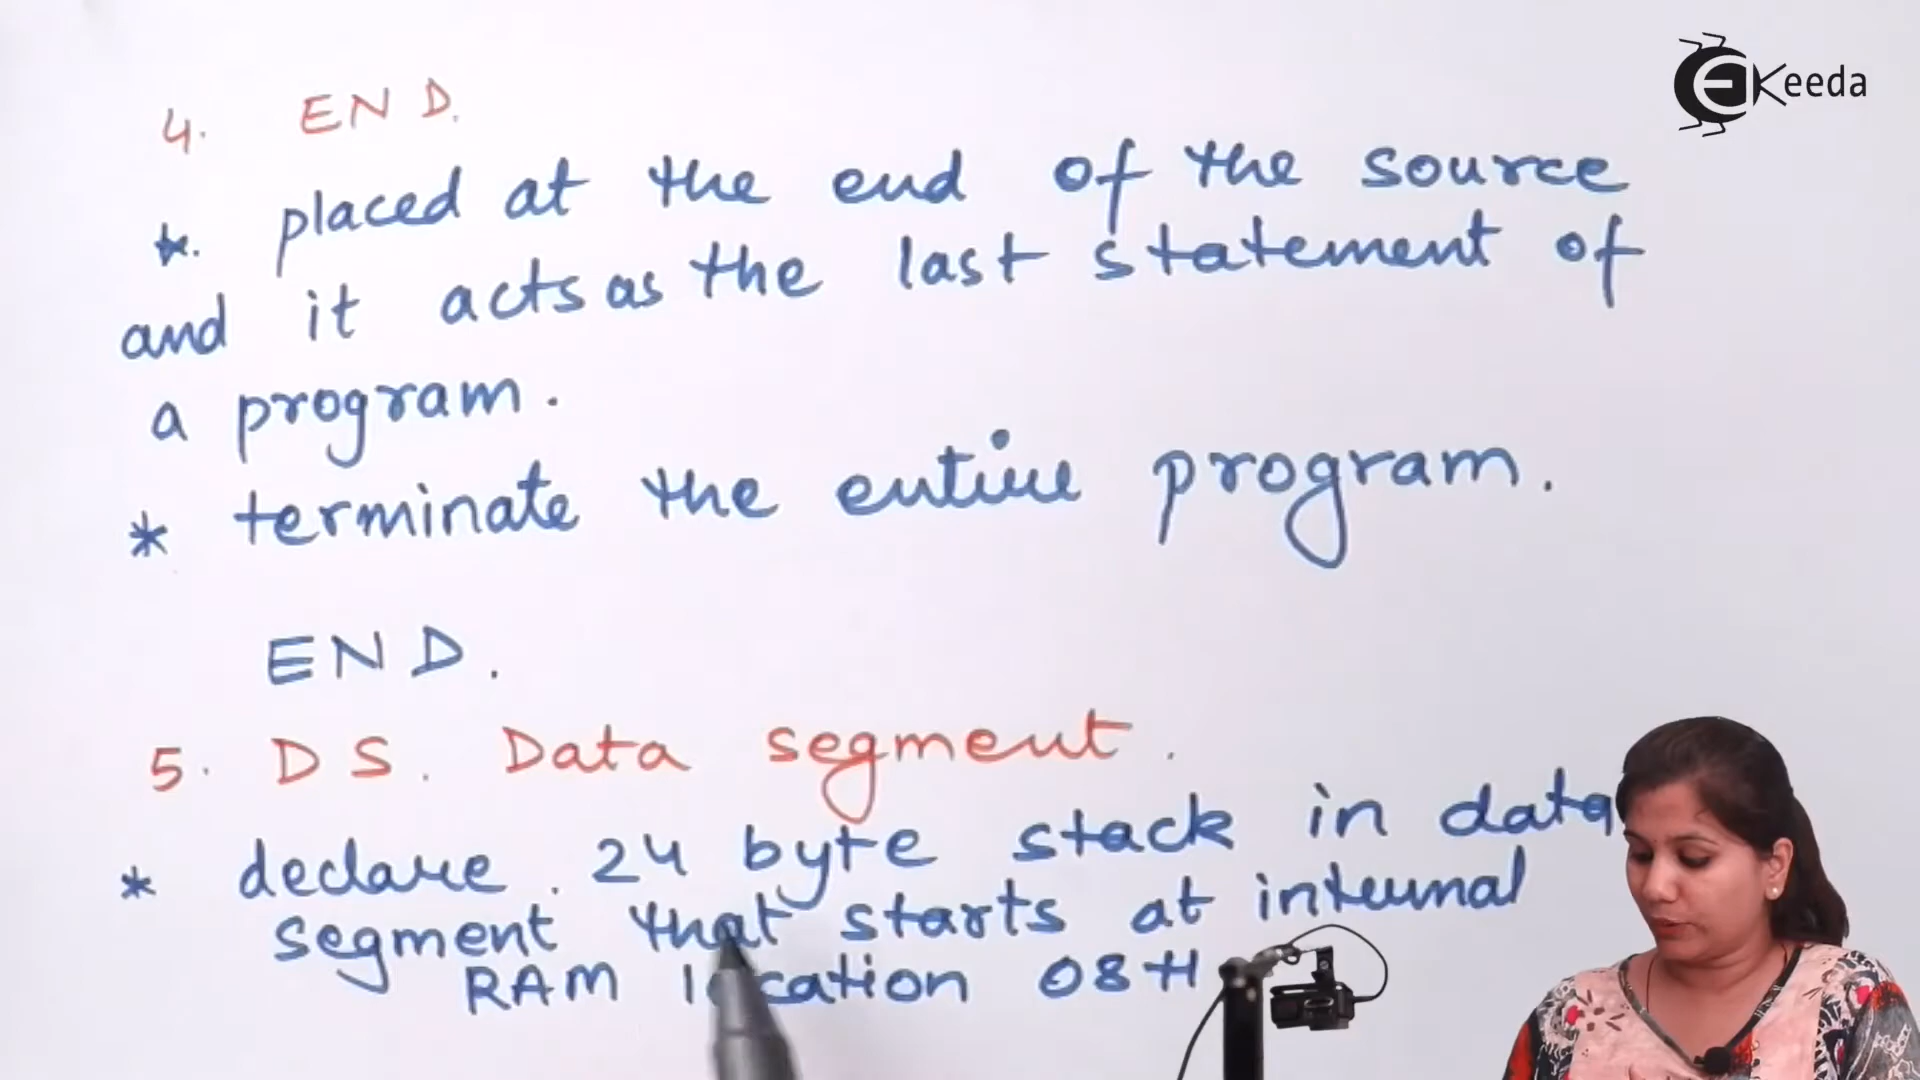 EKeeda
4. END.
*. placed at the end of the source
and it acts as the last statement of
a program.
* terminate the entire program.
END.
5. DS. Data segment.
* declare. 24 byte stack in data
segment that starts at internal
RAM location 08H